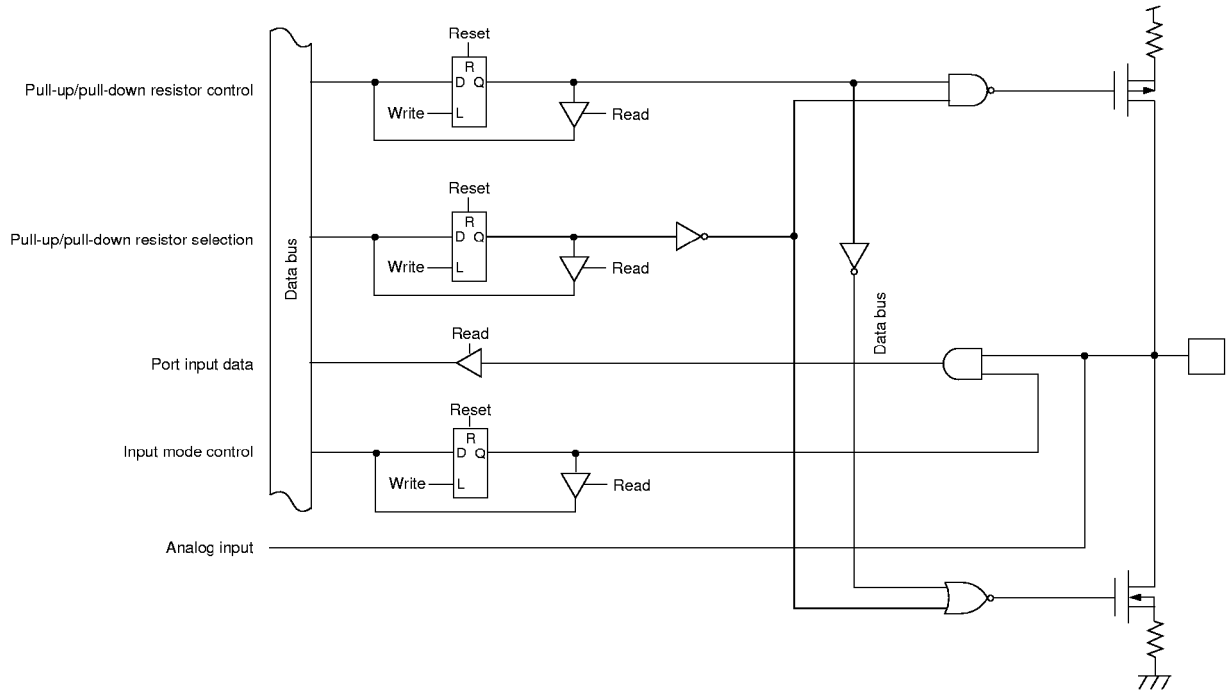 Reset
Pull-up/pull-down resistor control
R
D Q
Write
L
Read
Reset
Pull-up/pull-down resistor selection
R
D Q
Write
L
Read
Data bus
Data bus
Read
Port input data
Reset
R
Input mode control
D Q
Write
L
Read
Analog input